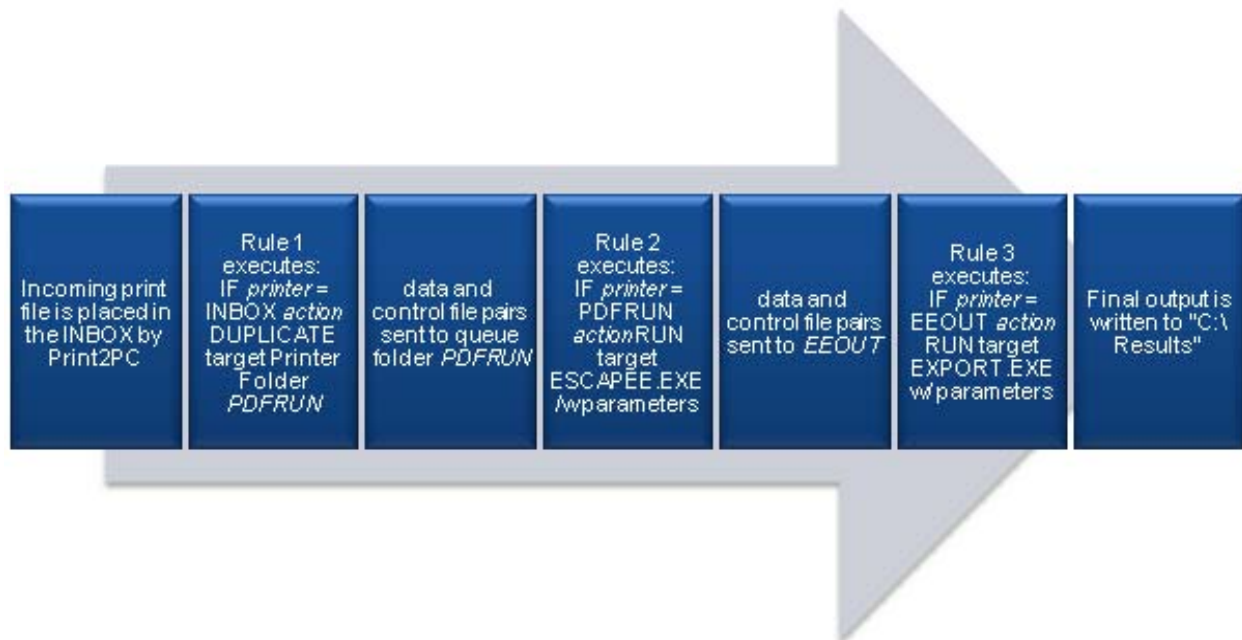 Incoming print
file is placed in
the INBOX by
Print2PC
Rule 1
executes:
IF printer =
INBOX action
DUPLICATE
target Printer
Folder
PDFRUN
data and
control file pairs
sent to queue
folder PDFRUN
Rule 2
executes:
IF printer =
PDFRUN
actionRUN
target
ESCAPEE.EXE
/wparameters
data and
control file pairs
sent to EEOUT
Rule 3
executes:
IF printer =
EEOUT action
RUN target
EXPORT.EXE
w/parameters
Final output is
written to "C:\
Results"